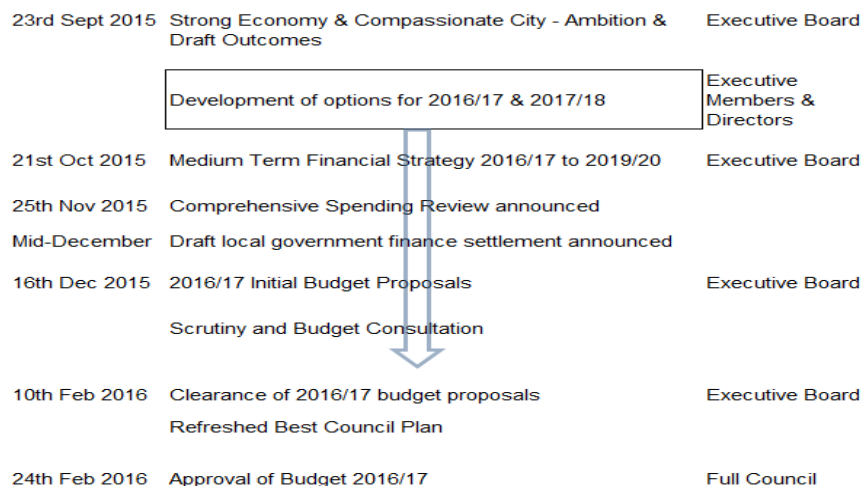 23rd Sept 2015 Strong Economy & Compassionate City - Ambition & Executive Board
Draft Outcomes
Executive
Development of options for 2016/17 & 2017/18 Members &
Directors
21st Oct 2015 Medium Term Financial Strategy 2016/17 to 2019/20 Executive Board
25th Nov 2015 Comprehensive Spending Review announced
Mid-December Draft local government finance settlement announced
16th Dec 2015 2016/17 Initial Budget Proposals Executive Board
Scrutiny and Budget Consultation
10th Feb 2016 Clearance of 2016/17 budget proposals Executive Board
Refreshed Best Council Plan
24th Feb 2016 Approval of Budget 2016/17 Full Council